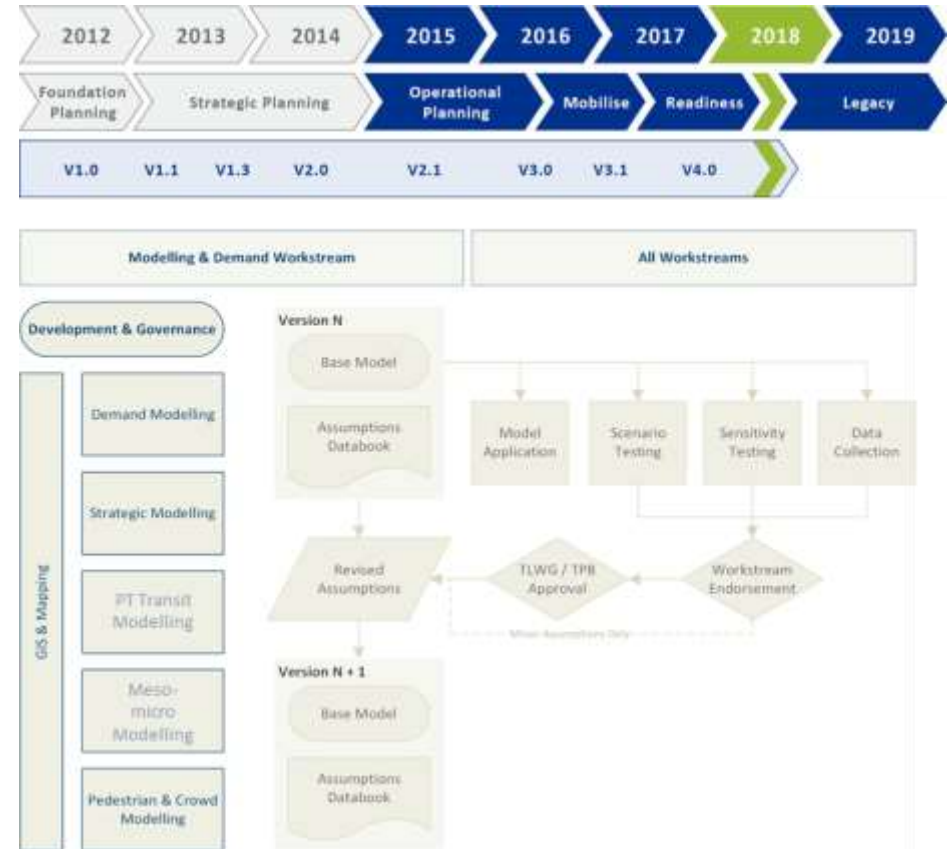 2012 2013 2014 2015 2016 2017 2018 2019
Foundation
Planning
Strategic Planning
Operational
Planning
Mobilise
Readiness
Legacy
V1.0 V1.1 V1.3 V2.0 V2.1 V3.0 V3.1 V4.0
Modelling & Demand Workstream
All Workstreams
Development & Governance
GIS & Mapping
Demand Modelling
Strategic Modelling
PT Transit
Modelling
Meso-
micro
Modelling
Pedestrian & Crowd
Modelling
Version N
Base Model
Assumptions
Databook
Model
Application
Scenario
Testing
Sensitivity
Testing
Data
Collection
Revised
Assumptions
TLWG / TPB
Approval
Workstream
Endorsement
Minor Assumptions Only
Version N + 1
Base Model
Assumptions
Databook